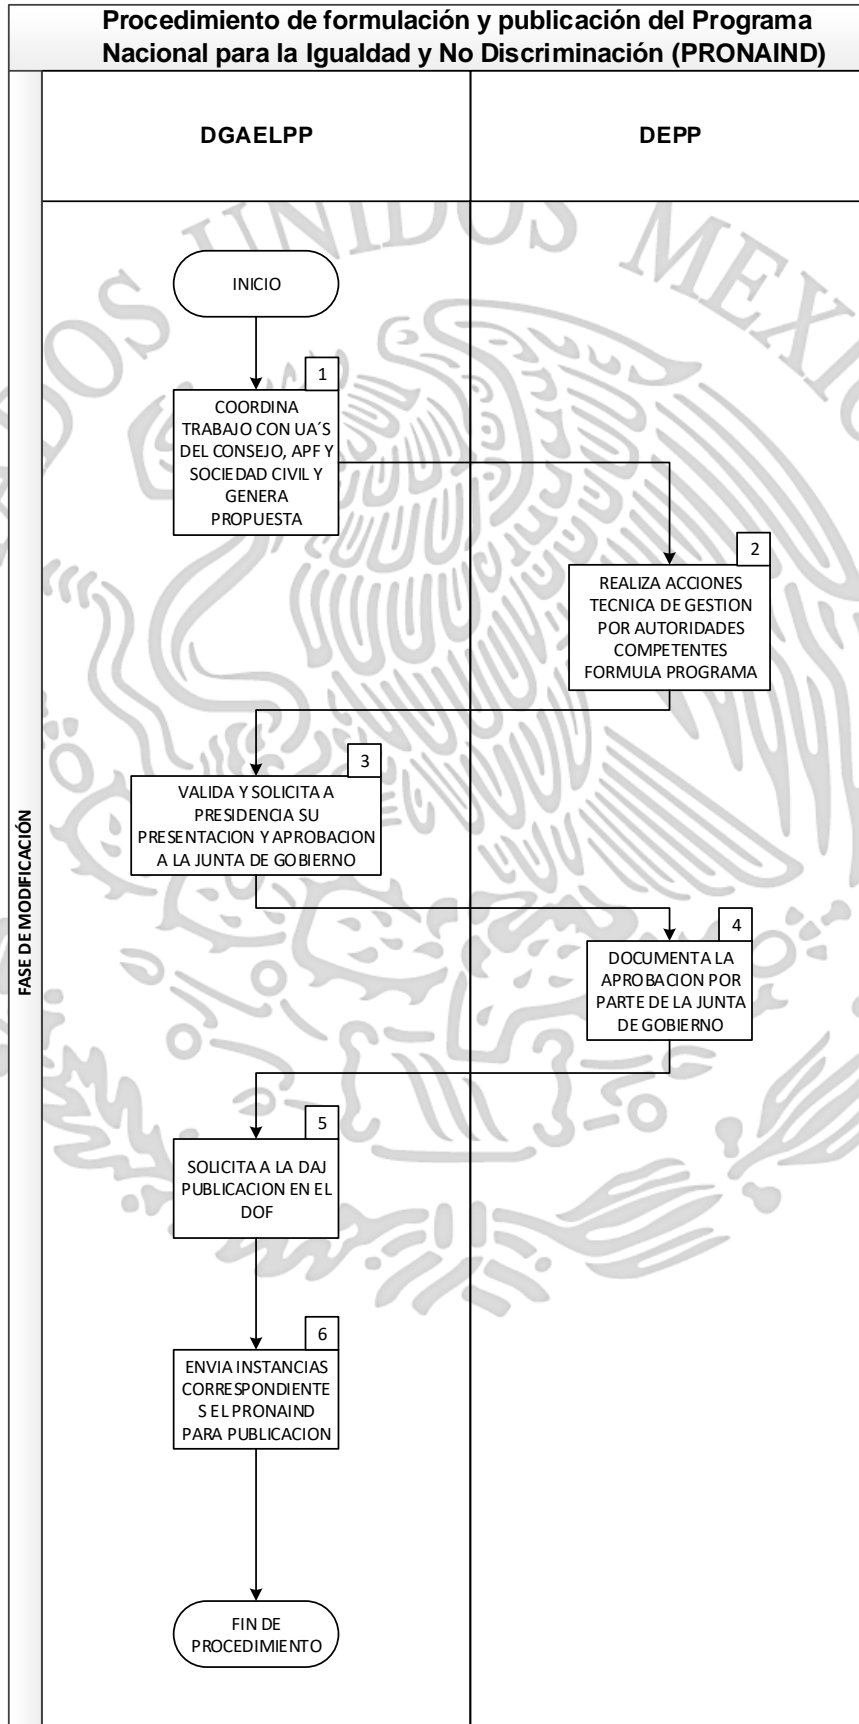 Procedimiento de formulación y publicación del Programa
Nacional para la Igualdad y No Discriminación (PRONAIND)
DGAELPP
DEPP
FASE DE MODIFICACIÓN
ESTADOS UNIDOS MEXICANOS
INICIO
1
COORDINA
TRABAJO CON UA´S
DEL CONSEJO, APF Y
SOCIEDAD CIVIL Y
GENERA
PROPUESTA
2
REALIZA ACCIONES
TECNICA DE GESTION
POR AUTORIDADES
COMPETENTES
FORMULA PROGRAMA
3
VALIDA Y SOLICITA A
PRESIDENCIA SU
PRESENTACION Y APROBACION
A LA JUNTA DE GOBIERNO
4
DOCUMENTA LA
APROBACION POR
PARTE DE LA JUNTA
DE GOBIERNO
5
SOLICITA A LA DAJ
PUBLICACION EN EL
DOF
6
ENVIA INSTANCIAS
CORRESPONDIENTE
S EL PRONAIND
PARA PUBLICACION
FIN DE
PROCEDIMIENTO